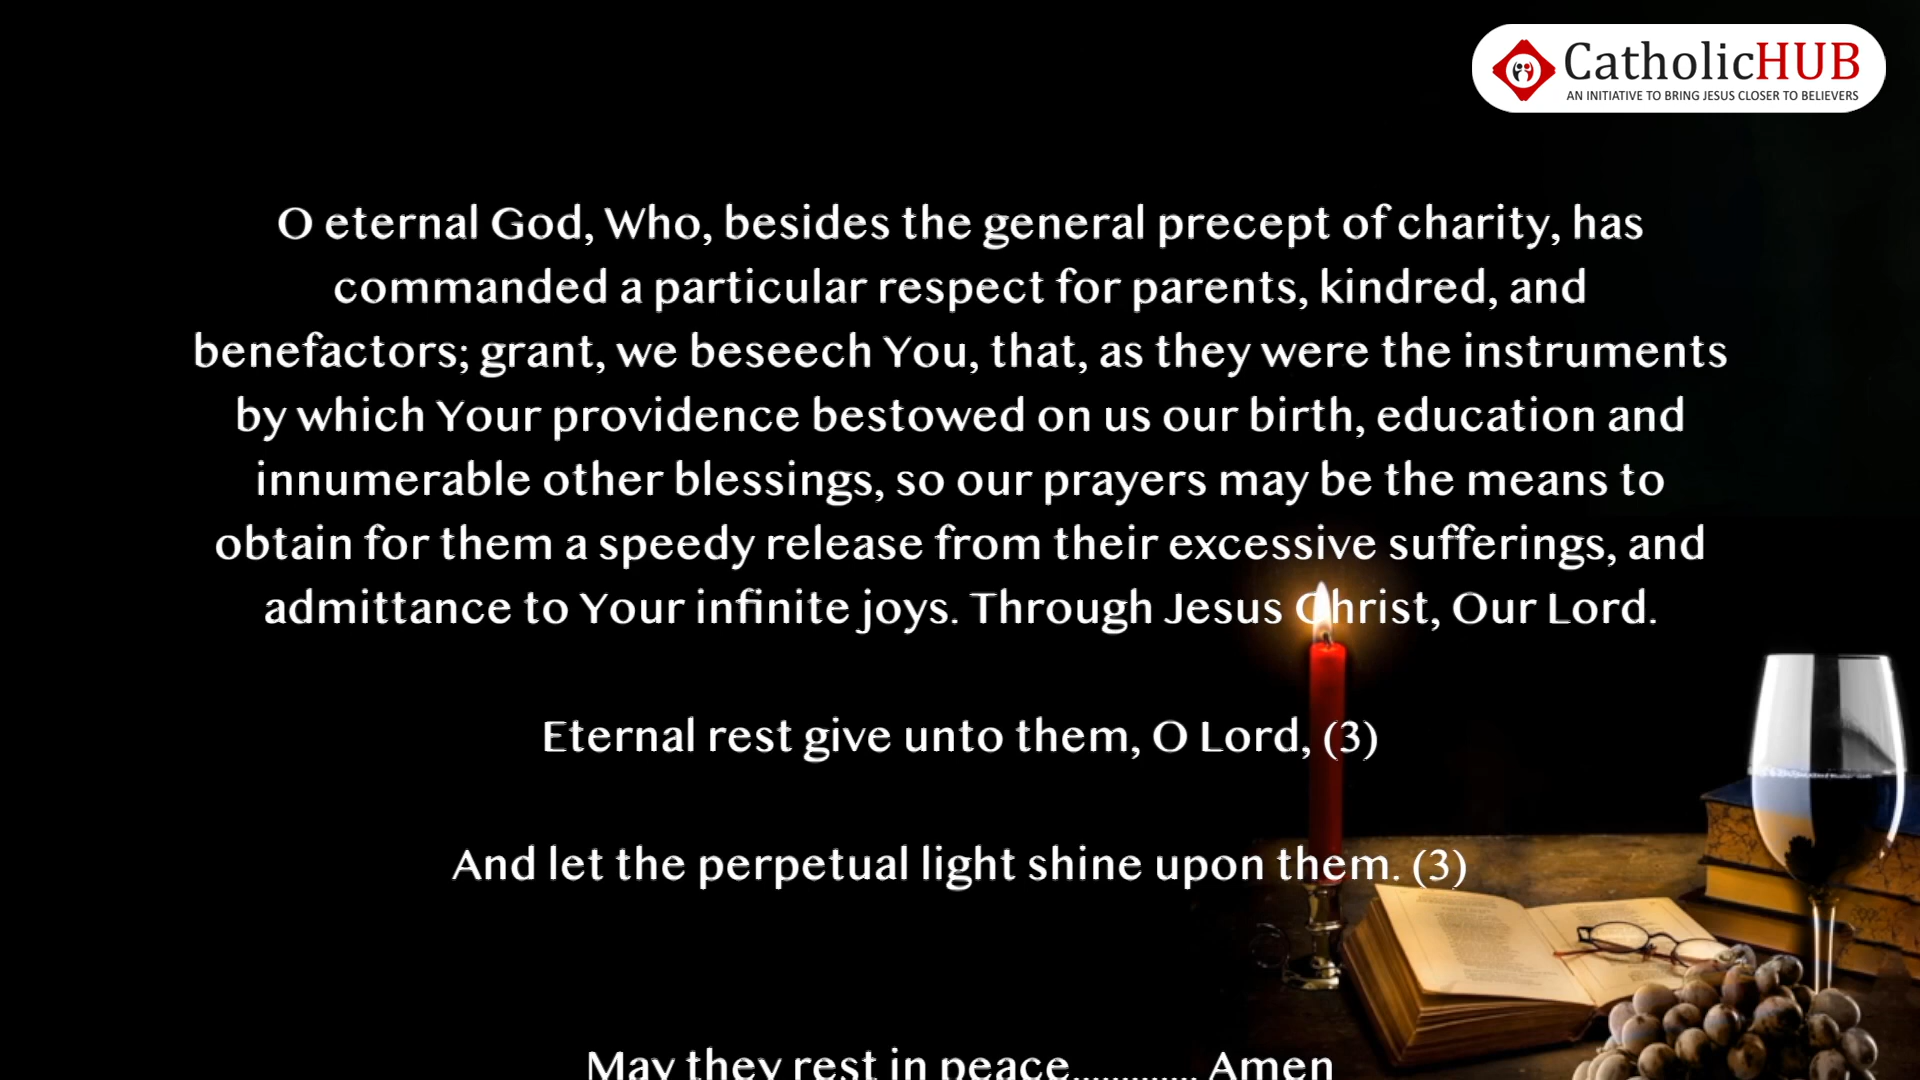 CatholicHUB
AN INITIATIVE TO BRING JESUS CLOSER TO BELIEVERS
O eternal God, Who, besides the general precept of charity, has
commanded a particular respect for parents, kindred, and
benefactors; grant, we beseech You, that, as they were the instruments
by which Your providence bestowed on us our birth, education and
innumerable other blessings, so our prayers may be the means to
obtain for them a speedy release from their excessive sufferings, and
admittance to Your infinite joys. Through Jesus Christ, Our Lord.
Eternal rest give unto them, O Lord, (3)
And let the perpetual light shine upon them. (3)
May they rest in peace............. Amen